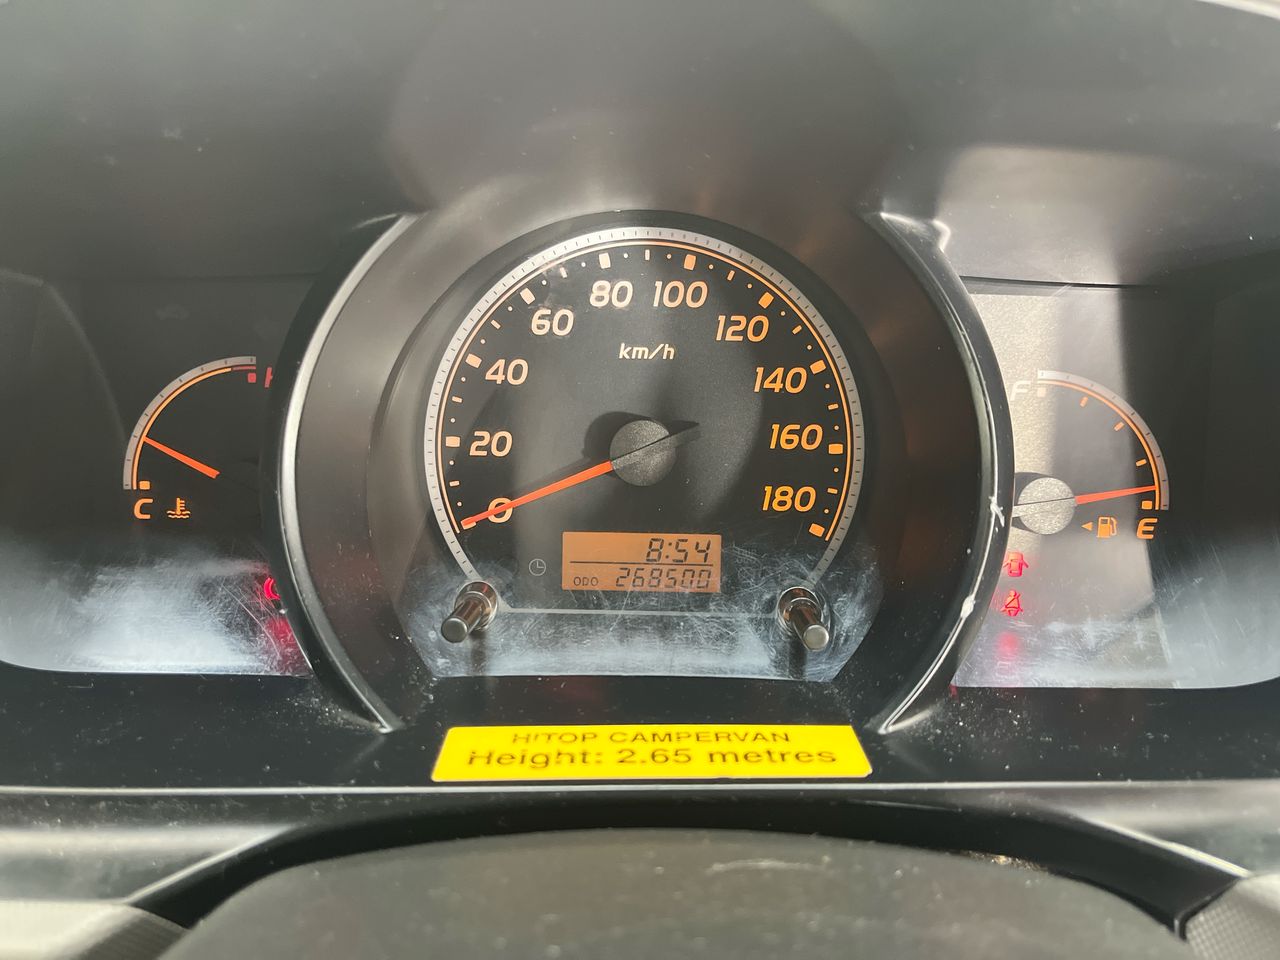 80 100
60 120
km/h
40 140
H
F
20 160
0 180
C
E
8:54
ODO 268500
HITOP CAMPERVAN
Height: 2.65 metres